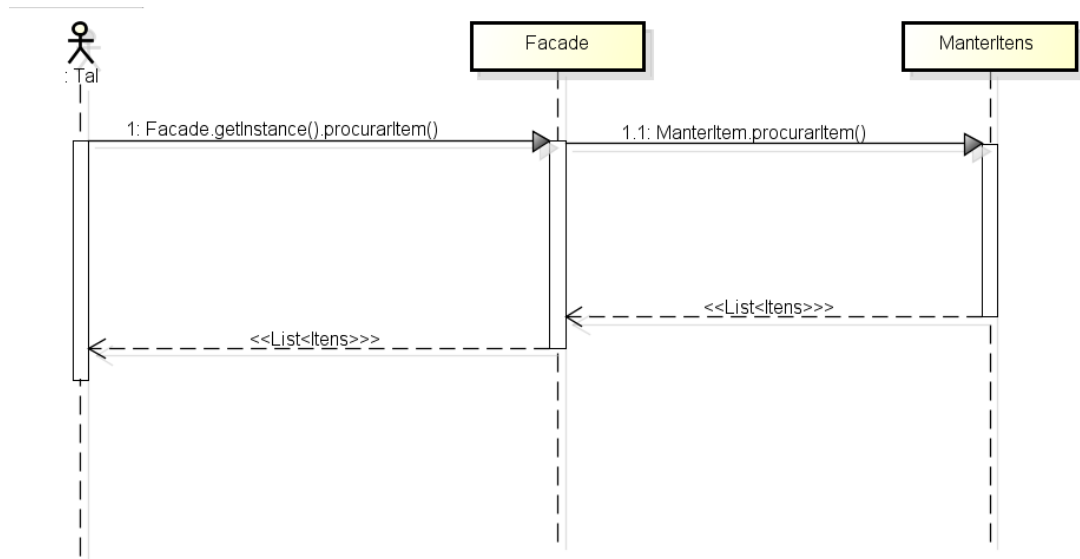 Facade
ManterItens
: Tal
1: Facade.getInstance().procurarItem()
1.1: ManterItem.procurarItem()
<<List<Itens>>>
<<List<Itens>>>